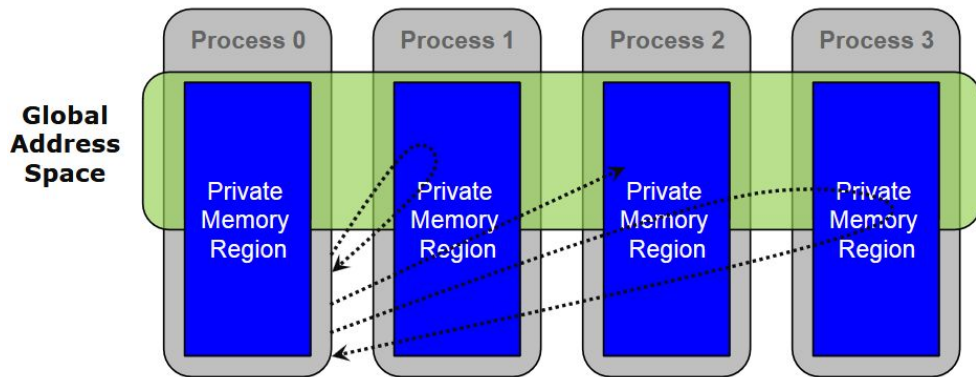 Process 0
Process 1
Process 2
Process 3
Global
Address
Space
Private
Memory
Region
Private
Memory
Region
Private
Memory
Region
Private
Memory
Region